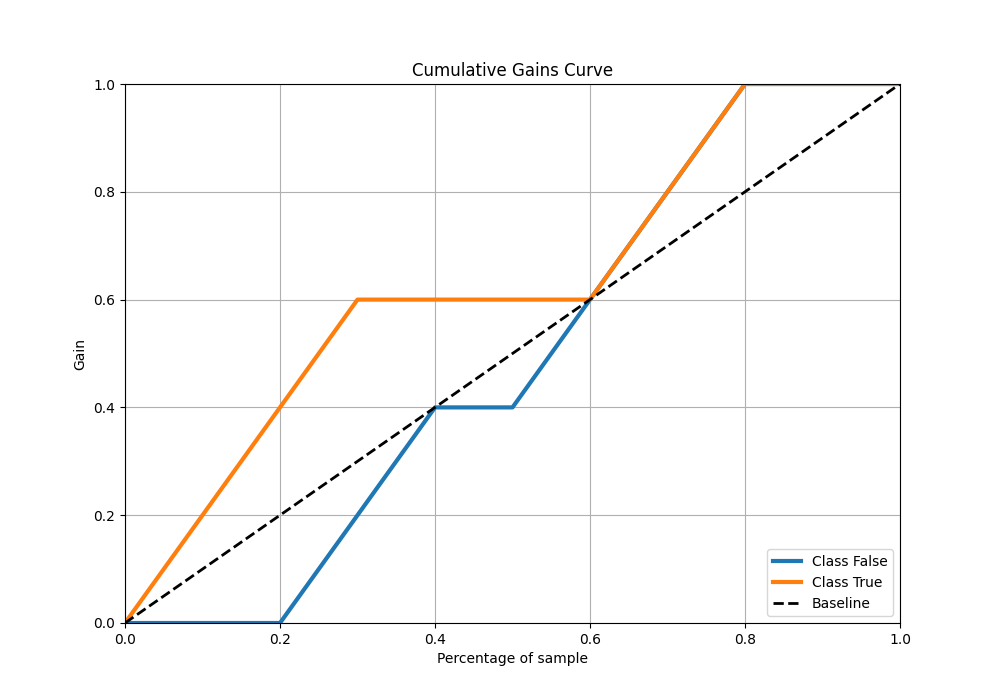 Cumulative Gains Curve
1.0
0.8
0.6
0.4
0.2
0.0
Gain
0.0 0.2 0.4 0.6 0.8 1.0
Percentage of sample
Class False
Class True
Baseline